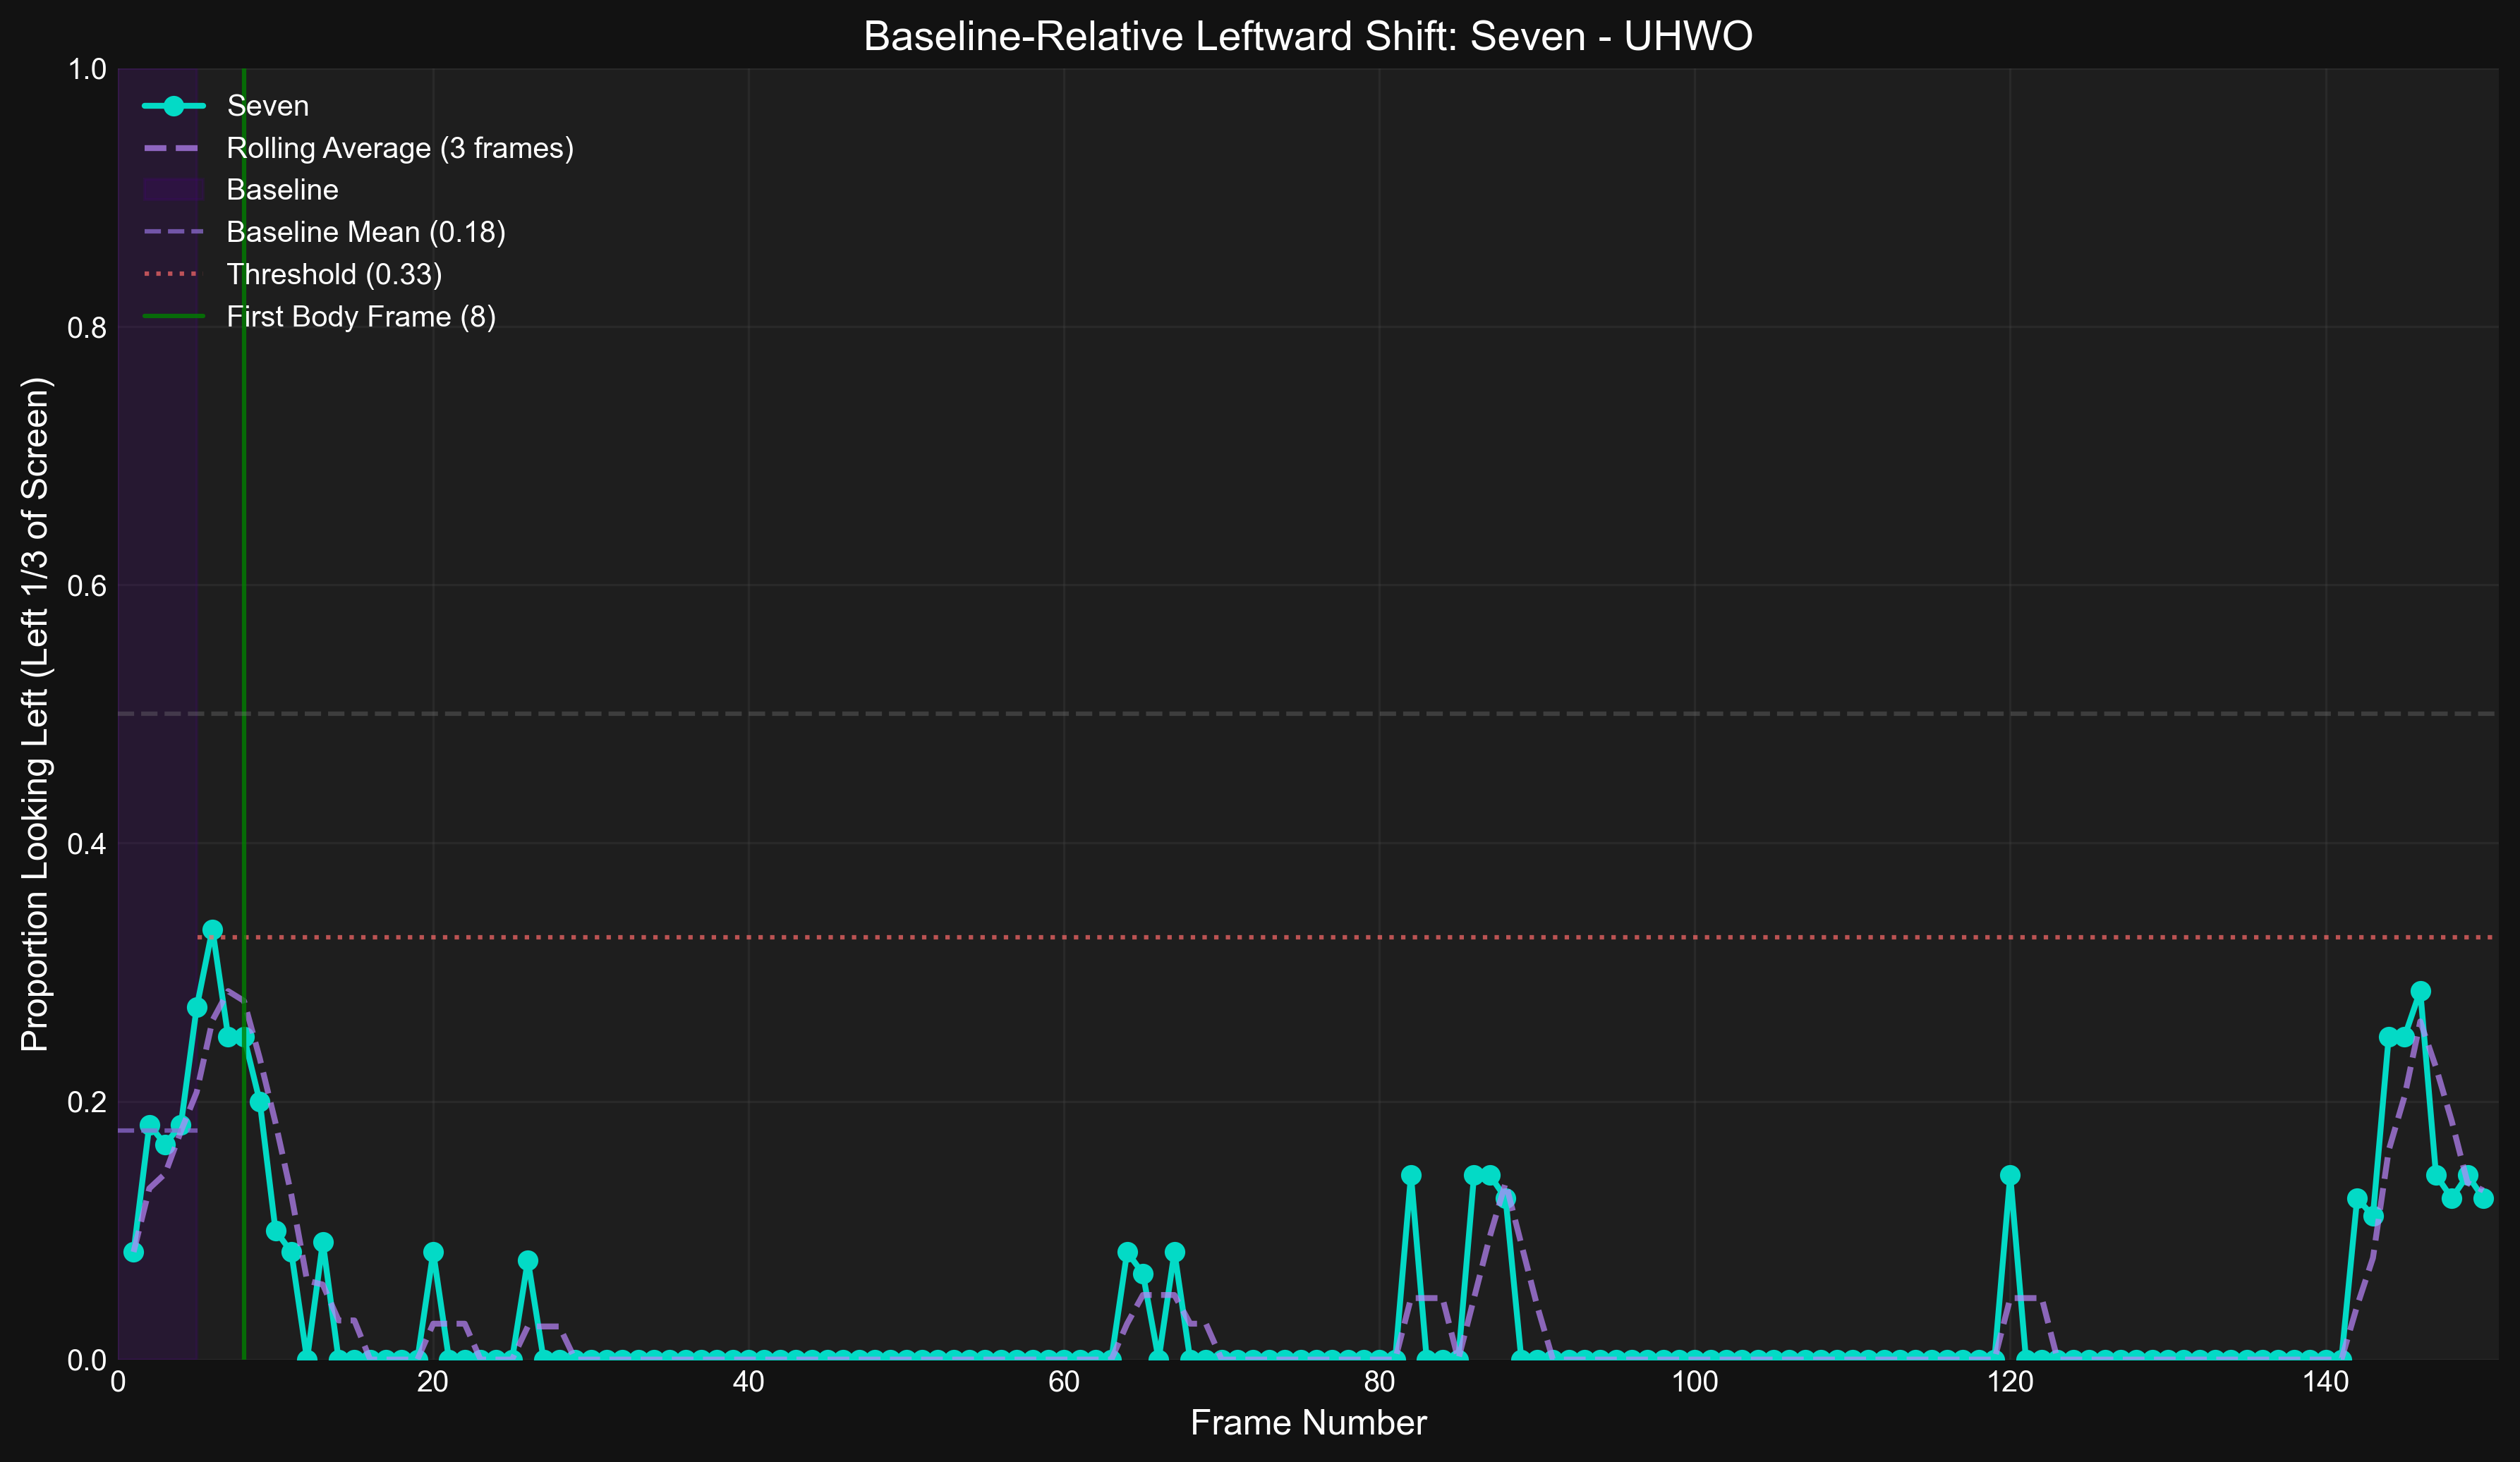 Baseline-Relative Leftward Shift: Seven - UHWO
Seven
Rolling Average (3 frames)
Baseline
Baseline Mean (0.18)
Threshold (0.33)
First Body Frame (8)
Proportion Looking Left (Left 1/3 of Screen)
1.0
0.8
0.6
0.4
0.2
0.0
0 20 40 60 80 100 120 140
Frame Number